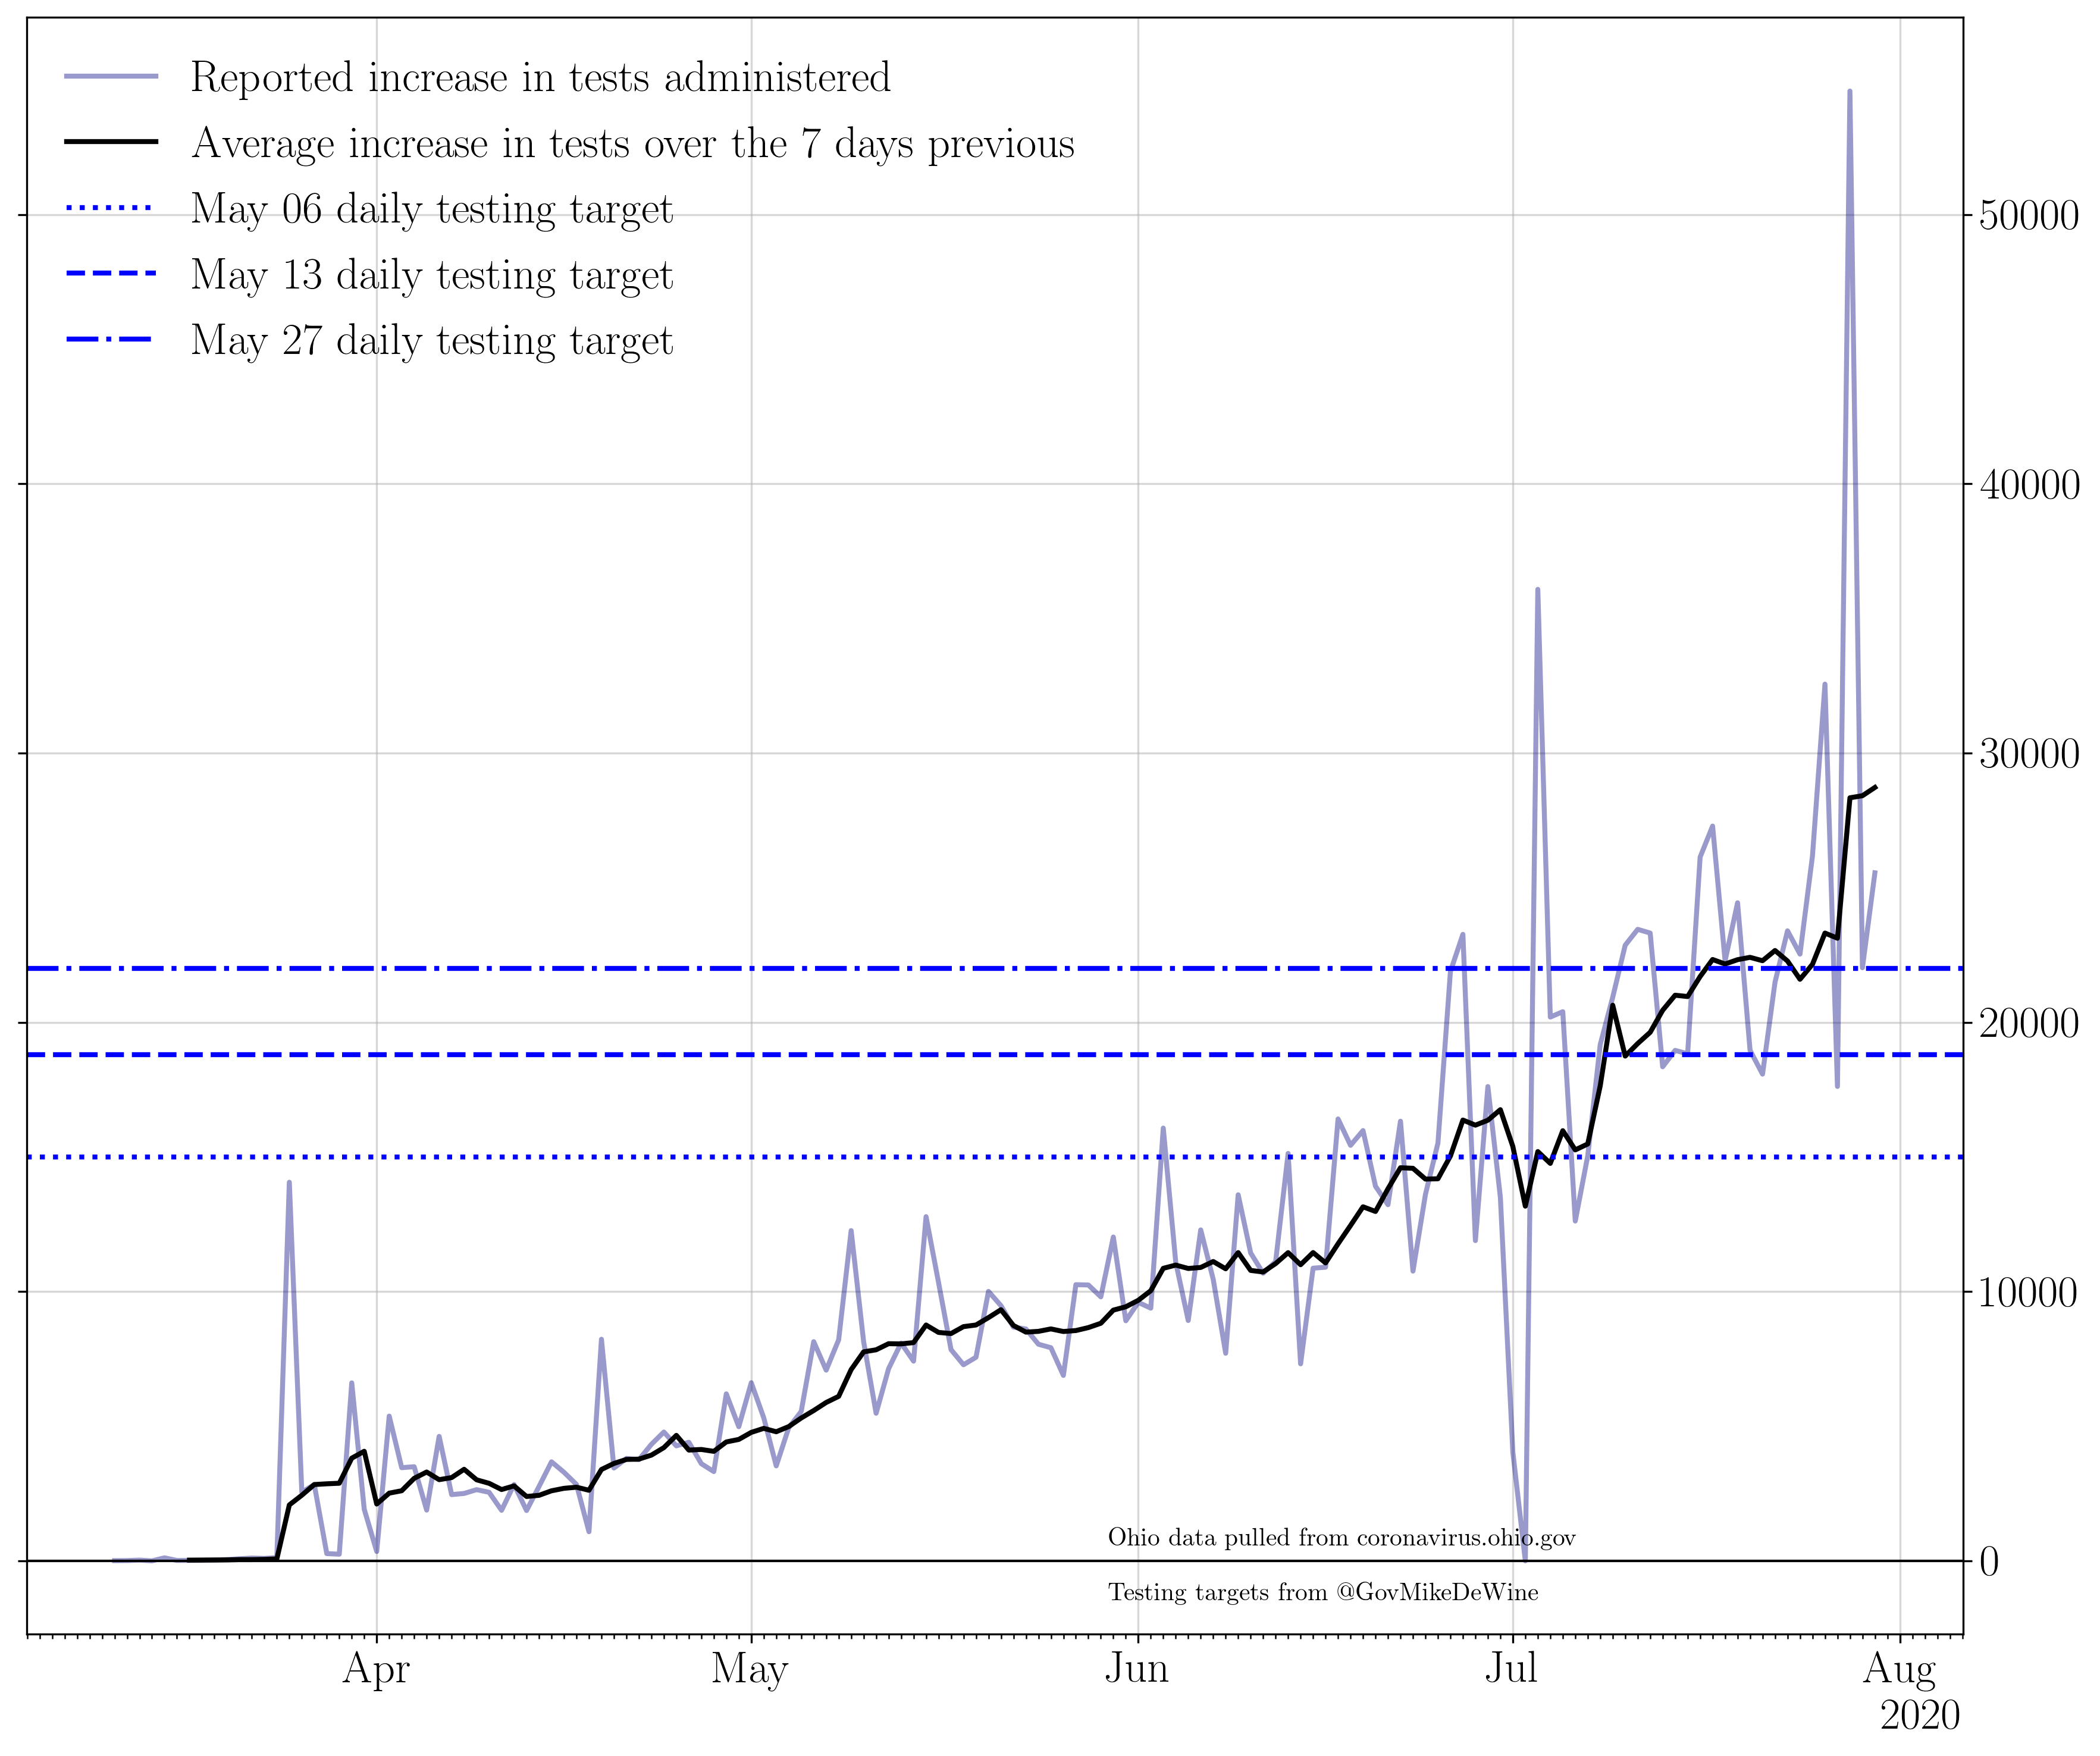 Reported increase in tests administered
Average increase in tests over the 7 days previous
May 06 daily testing target
May 13 daily testing target
May 27 daily testing target
50000
40000
30000
20000
10000
0
Ohio data pulled from coronavirus.ohio.gov
Testing targets from @GovMikeDeWine
Apr May Jun Jul Aug
2020